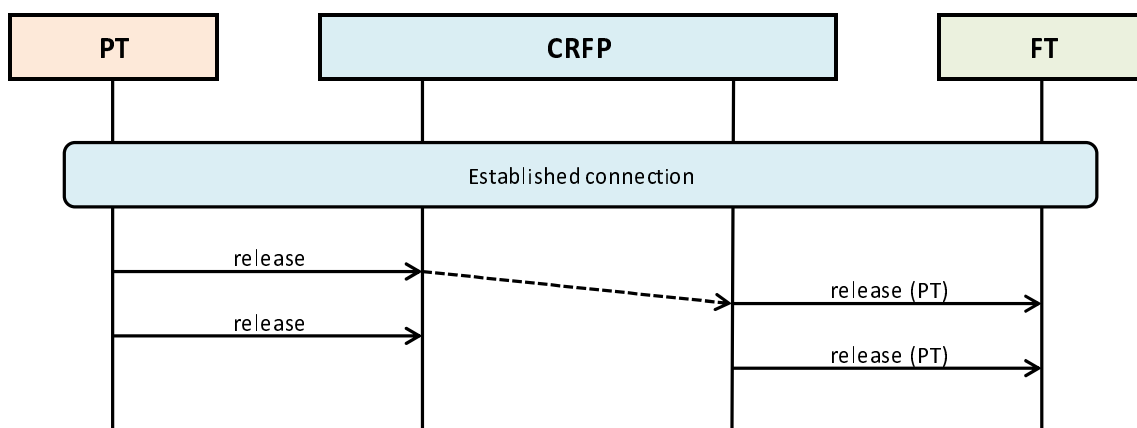 PT
CRFP
FT
Established connection
release
release (PT)
release
release (PT)